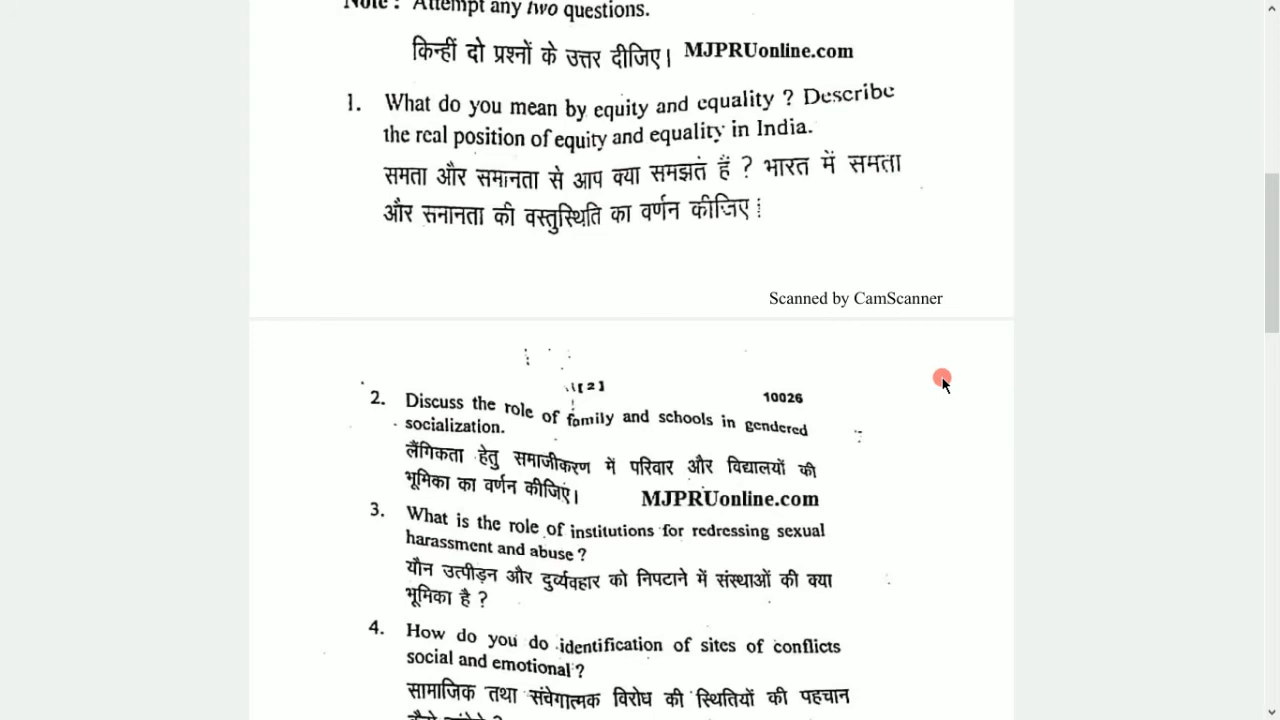 Note : Attempt any two questions.
किन्हीं दो प्रश्नों के उत्तर दीजिए। MJPRUonline.com
1. What do you mean by equity and equality ? Describe
the real position of equity and equality in India.
समता और समानता से आप क्या समझते हैं ? भारत में समता
और सनानता की वस्तुस्थिति का वर्णन कीजिए।
Scanned by CamScanner
[2] 10026
2. Discuss the role of family and schools in gendered
socialization.
लैंगिकता हेतु समाजीकरण में परिवार और विद्यालयों की
भूमिका का वर्णन कीजिए। MJPRUonline.com
3. What is the role of institutions for redressing sexual
harassment and abuse ?
यौन उत्पीड़न और दुर्व्यवहार को निपटाने में संस्थाओं की क्या
भूमिका है ?
4. How do you do identification of sites of conflicts
social and emotional ?
सामाजिक तथा संवेगात्मक विरोध की स्थितियों की पहचान